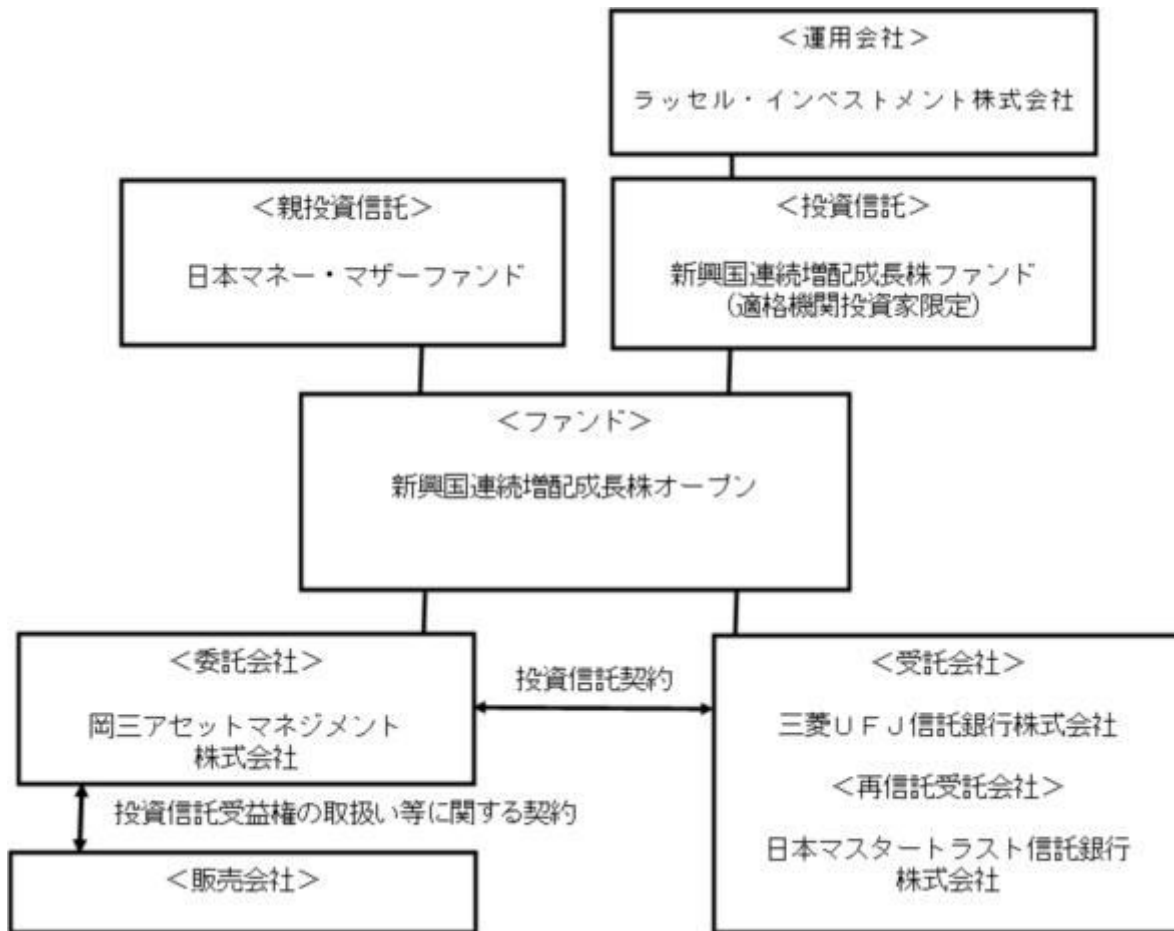 ＜運用会社＞
ラッセル・インベストメント株式会社
＜親投資信託＞
日本マネー・マザーファンド
＜投資信託＞
新興国連続増配成長株ファンド
（適格機関投資家限定）
＜ファンド＞
新興国連続増配成長株オープン
＜委託会社＞
岡三アセットマネジメント
株式会社
投資信託契約
＜受託会社＞
三菱ＵＦＪ信託銀行株式会社
＜再信託受託会社＞
日本マスタートラスト信託銀行
株式会社
投資信託受益権の取扱い等に関する契約
＜販売会社＞